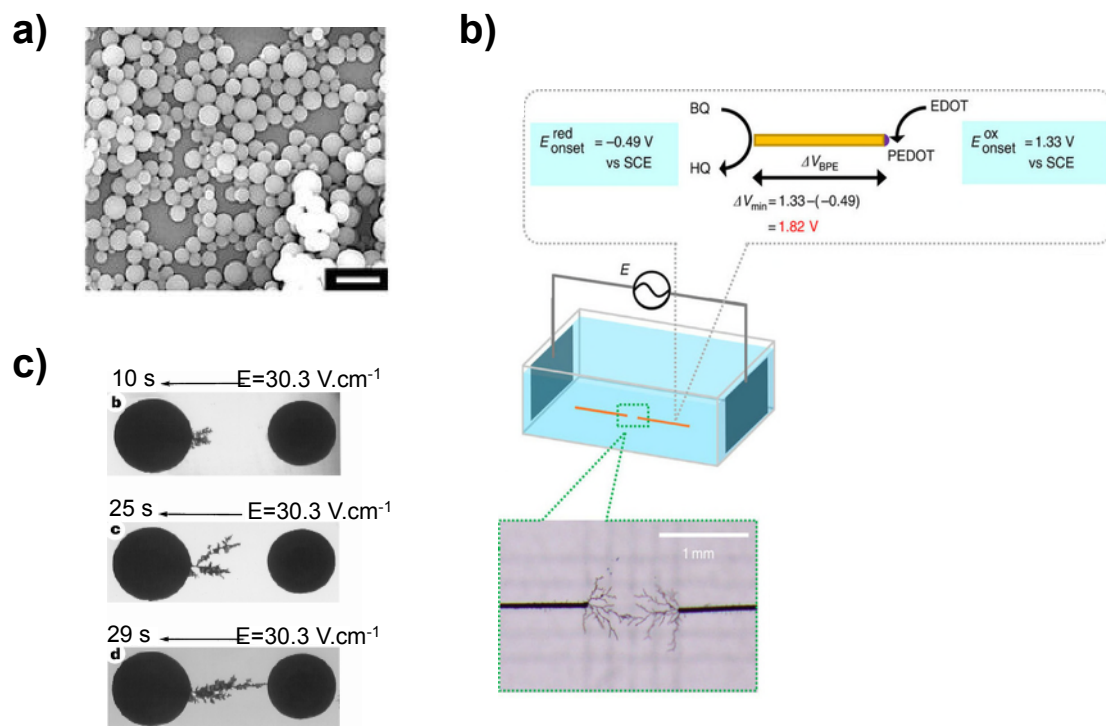 a)
b)
BQ
EDOT
E red onset = −0.49 V
vs SCE
E ox onset = 1.33 V
vs SCE
HQ
PEDOT
ΔV_BPE
ΔV_min = 1.33−(−0.49)
= 1.82 V
E
c)
10 s E=30.3 V.cm⁻¹
b
25 s E=30.3 V.cm⁻¹
c
29 s E=30.3 V.cm⁻¹
d
1 mm